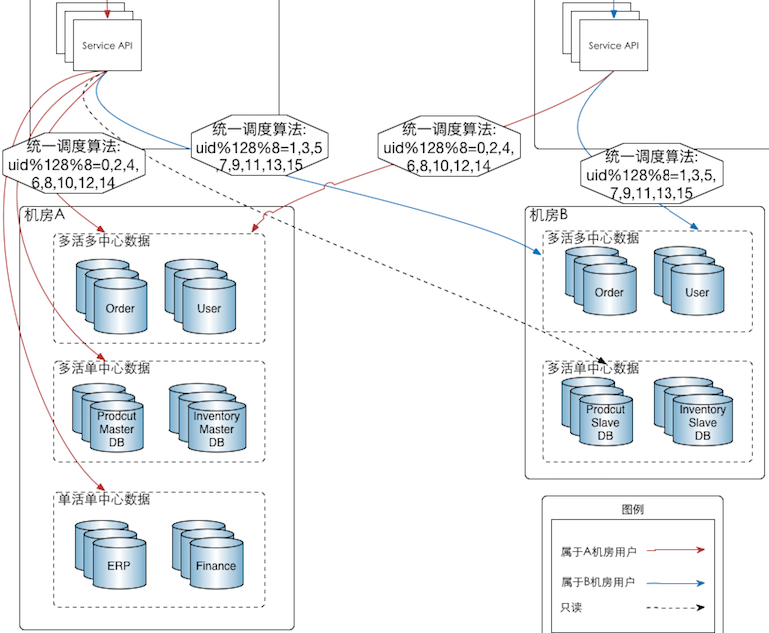 Service API
Service API
统一调度算法:
uid%128%8=0,2,4,
6,8,10,12,14
统一调度算法:
uid%128%8=1,3,5
,7,9,11,13,15
统一调度算法:
uid%128%8=0,2,4,
6,8,10,12,14
统一调度算法:
uid%128%8=1,3,5,
7,9,11,13,15
机房A
多活多中心数据
Order
User
多活单中心数据
Prodcut
Master
DB
Inventory
Master
DB
单活单中心数据
ERP
Finance
机房B
多活多中心数据
Order
User
多活单中心数据
Prodcut
Slave
DB
Inventory
Slave
DB
图例
属于A机房用户
属于B机房用户
只读